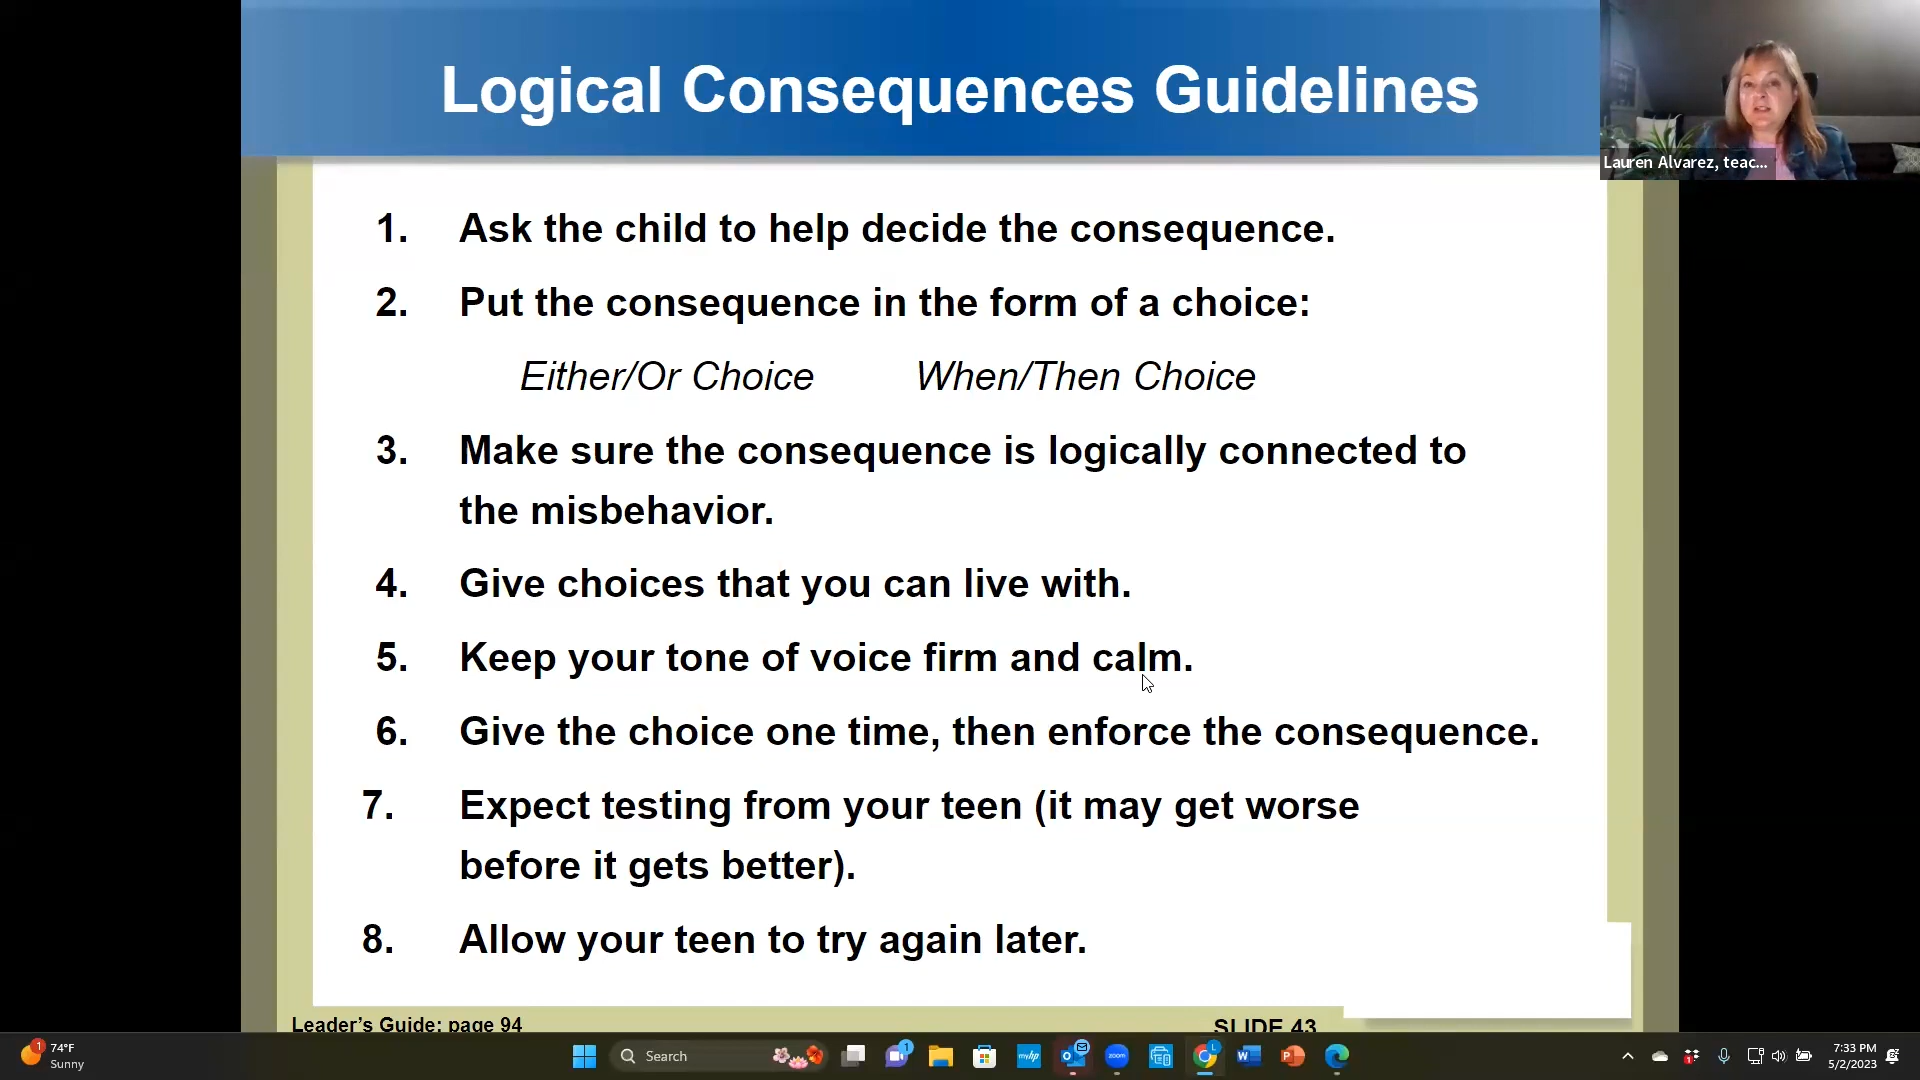 Logical Consequences Guidelines
Lauren Alvarez, teac...
1. Ask the child to help decide the consequence.
2. Put the consequence in the form of a choice:
Either/Or Choice When/Then Choice
3. Make sure the consequence is logically connected to
the misbehavior.
4. Give choices that you can live with.
5. Keep your tone of voice firm and calm.
6. Give the choice one time, then enforce the consequence.
7. Expect testing from your teen (it may get worse
before it gets better).
8. Allow your teen to try again later.
Leader's Guide: page 94 SLIDE 43
1 74°F
Sunny
Search
1
myhp
zoom
L
W
P
1
7:33 PM
5/2/2023